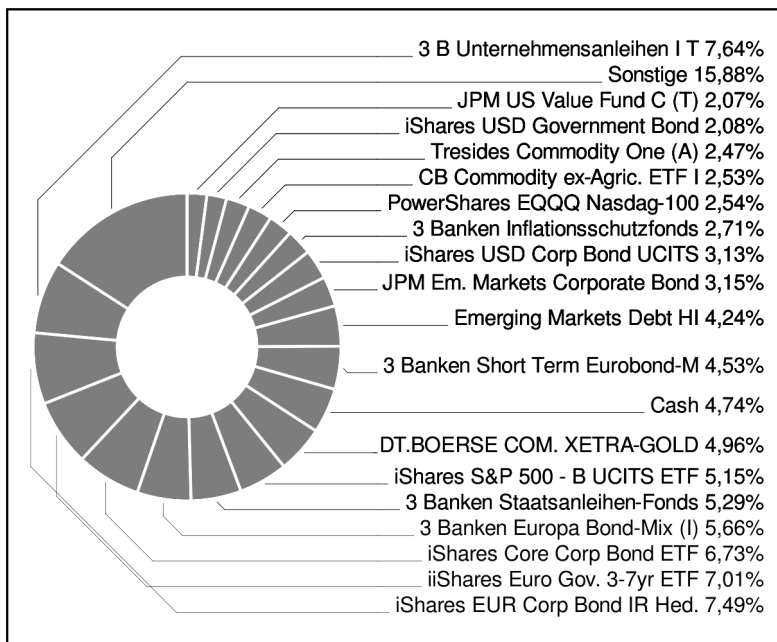 3 B Unternehmensanleihen I T 7,64%
Sonstige 15,88%
JPM US Value Fund C (T) 2,07%
iShares USD Government Bond 2,08%
Tresides Commodity One (A) 2,47%
CB Commodity ex-Agric. ETF I 2,53%
PowerShares EQQQ Nasdag-100 2,54%
3 Banken Inflationsschutzfonds 2,71%
iShares USD Corp Bond UCITS 3,13%
JPM Em. Markets Corporate Bond 3,15%
Emerging Markets Debt HI 4,24%
3 Banken Short Term Eurobond-M 4,53%
Cash 4,74%
DT.BOERSE COM. XETRA-GOLD 4,96%
iShares S&P 500 - B UCITS ETF 5,15%
3 Banken Staatsanleihen-Fonds 5,29%
3 Banken Europa Bond-Mix (I) 5,66%
iShares Core Corp Bond ETF 6,73%
iiShares Euro Gov. 3-7yr ETF 7,01%
iShares EUR Corp Bond IR Hed. 7,49%